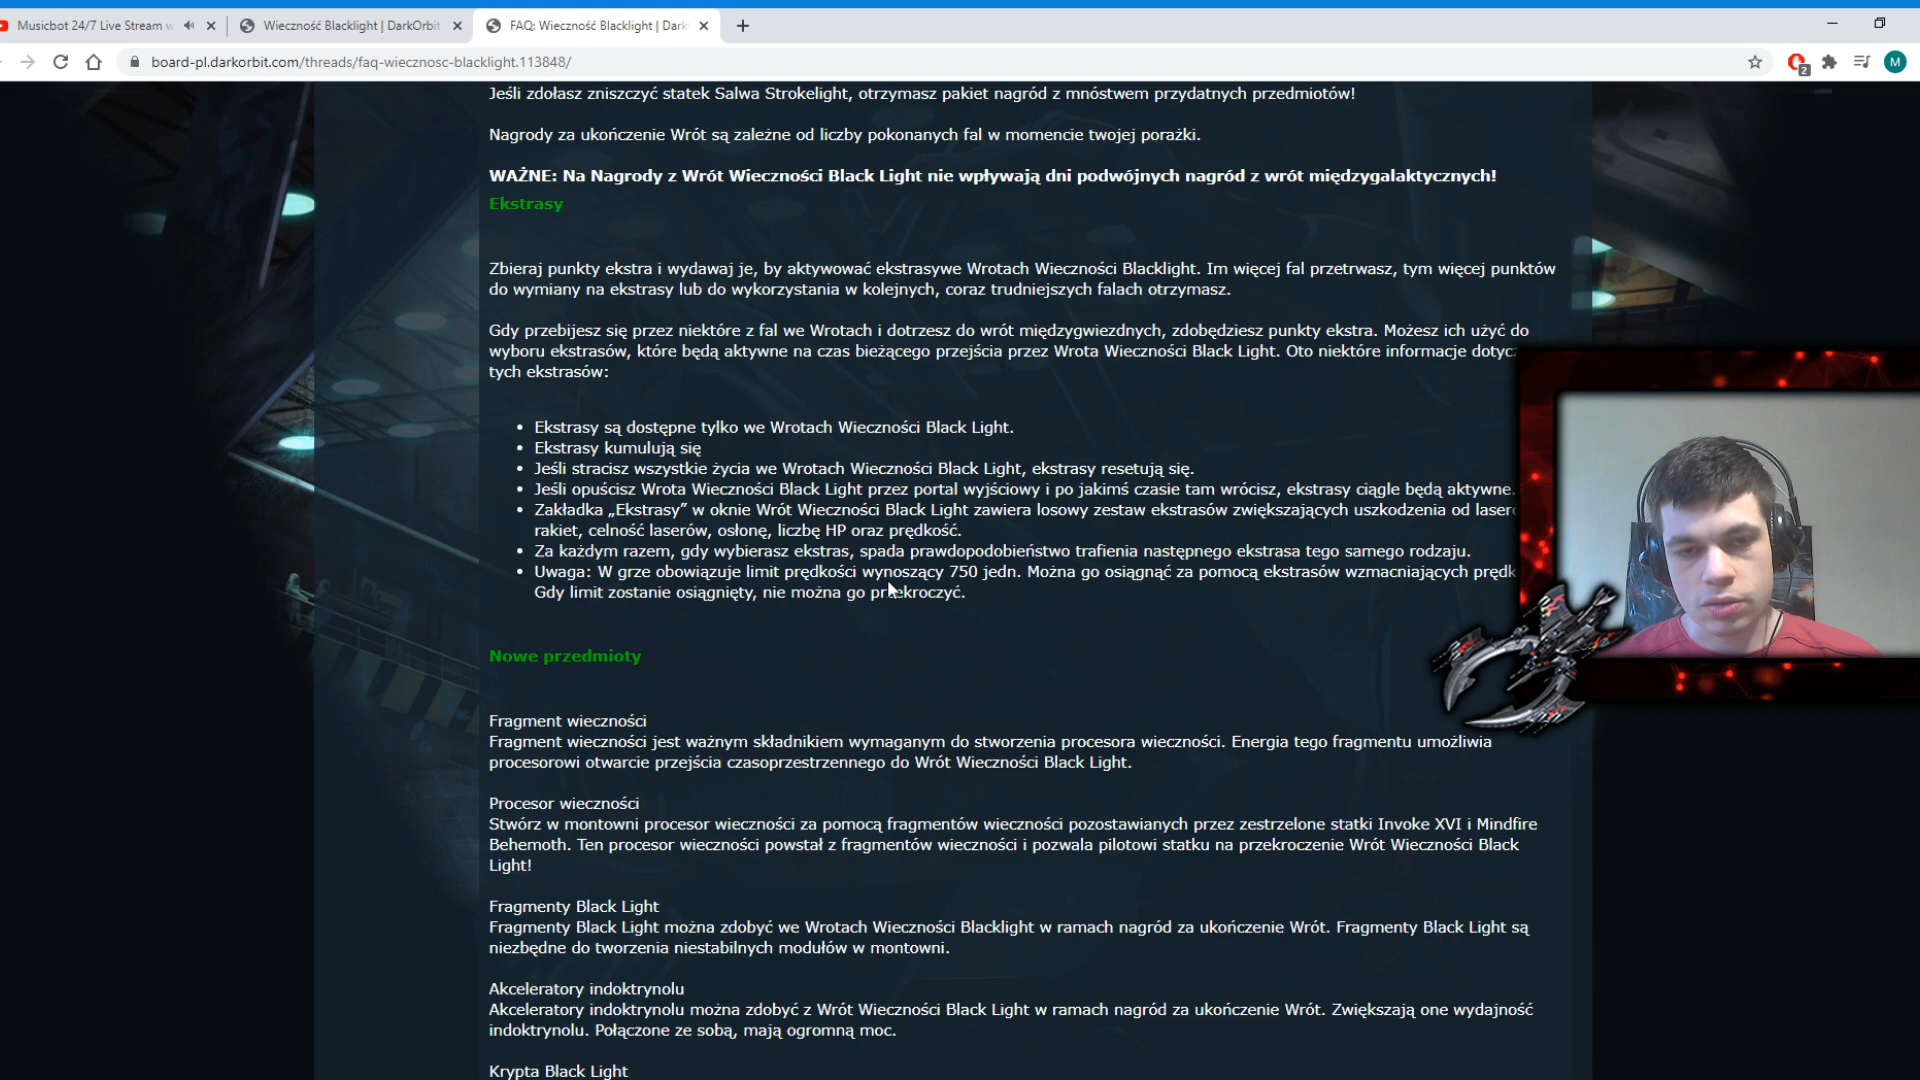 Musicbot 24/7 Live Stream w
Wieczność Blacklight | DarkOrbit
FAQ: Wieczność Blacklight | Dark
board-pl.darkorbit.com/threads/faq-wiecznosc-blacklight.113848/
2
M
Jeśli zdołasz zniszczyć statek Salwa Strokelight, otrzymasz pakiet nagród z mnóstwem przydatnych przedmiotów!
Nagrody za ukończenie Wrót są zależne od liczby pokonanych fal w momencie twojej porażki.
WAŻNE: Na Nagrody z Wrót Wieczności Black Light nie wpływają dni podwójnych nagród z wrót międzygalaktycznych!
Ekstrasy
Zbieraj punkty ekstra i wydawaj je, by aktywować ekstrasywe Wrotach Wieczności Blacklight. Im więcej fal przetrwasz, tym więcej punktów
do wymiany na ekstrasy lub do wykorzystania w kolejnych, coraz trudniejszych falach otrzymasz.
Gdy przebijesz się przez niektóre z fal we Wrotach i dotrzesz do wrót międzygwiezdnych, zdobędziesz punkty ekstra. Możesz ich użyć do
wyboru ekstrasów, które będą aktywne na czas bieżącego przejścia przez Wrota Wieczności Black Light. Oto niektóre informacje dotycz
tych ekstrasów:
• Ekstrasy są dostępne tylko we Wrotach Wieczności Black Light.
• Ekstrasy kumulują się
• Jeśli stracisz wszystkie życia we Wrotach Wieczności Black Light, ekstrasy resetują się.
• Jeśli opuścisz Wrota Wieczności Black Light przez portal wyjściowy i po jakimś czasie tam wrócisz, ekstrasy ciągle będą aktywne.
• Zakładka „Ekstrasy” w oknie Wrót Wieczności Black Light zawiera losowy zestaw ekstrasów zwiększających uszkodzenia od laseró
rakiet, celność laserów, osłonę, liczbę HP oraz prędkość.
• Za każdym razem, gdy wybierasz ekstras, spada prawdopodobieństwo trafienia następnego ekstrasa tego samego rodzaju.
• Uwaga: W grze obowiązuje limit prędkości wynoszący 750 jedn. Można go osiągnąć za pomocą ekstrasów wzmacniających prędk
Gdy limit zostanie osiągnięty, nie można go przekroczyć.
Nowe przedmioty
Fragment wieczności
Fragment wieczności jest ważnym składnikiem wymaganym do stworzenia procesora wieczności. Energia tego fragmentu umożliwia
procesorowi otwarcie przejścia czasoprzestrzennego do Wrót Wieczności Black Light.
Procesor wieczności
Stwórz w montowni procesor wieczności za pomocą fragmentów wieczności pozostawianych przez zestrzelone statki Invoke XVI i Mindfire
Behemoth. Ten procesor wieczności powstał z fragmentów wieczności i pozwala pilotowi statku na przekroczenie Wrót Wieczności Black
Light!
Fragmenty Black Light
Fragmenty Black Light można zdobyć we Wrotach Wieczności Blacklight w ramach nagród za ukończenie Wrót. Fragmenty Black Light są
niezbędne do tworzenia niestabilnych modułów w montowni.
Akceleratory indoktrynolu
Akceleratory indoktrynolu można zdobyć z Wrót Wieczności Black Light w ramach nagród za ukończenie Wrót. Zwiększają one wydajność
indoktrynolu. Połączone ze sobą, mają ogromną moc.
Krypta Black Light